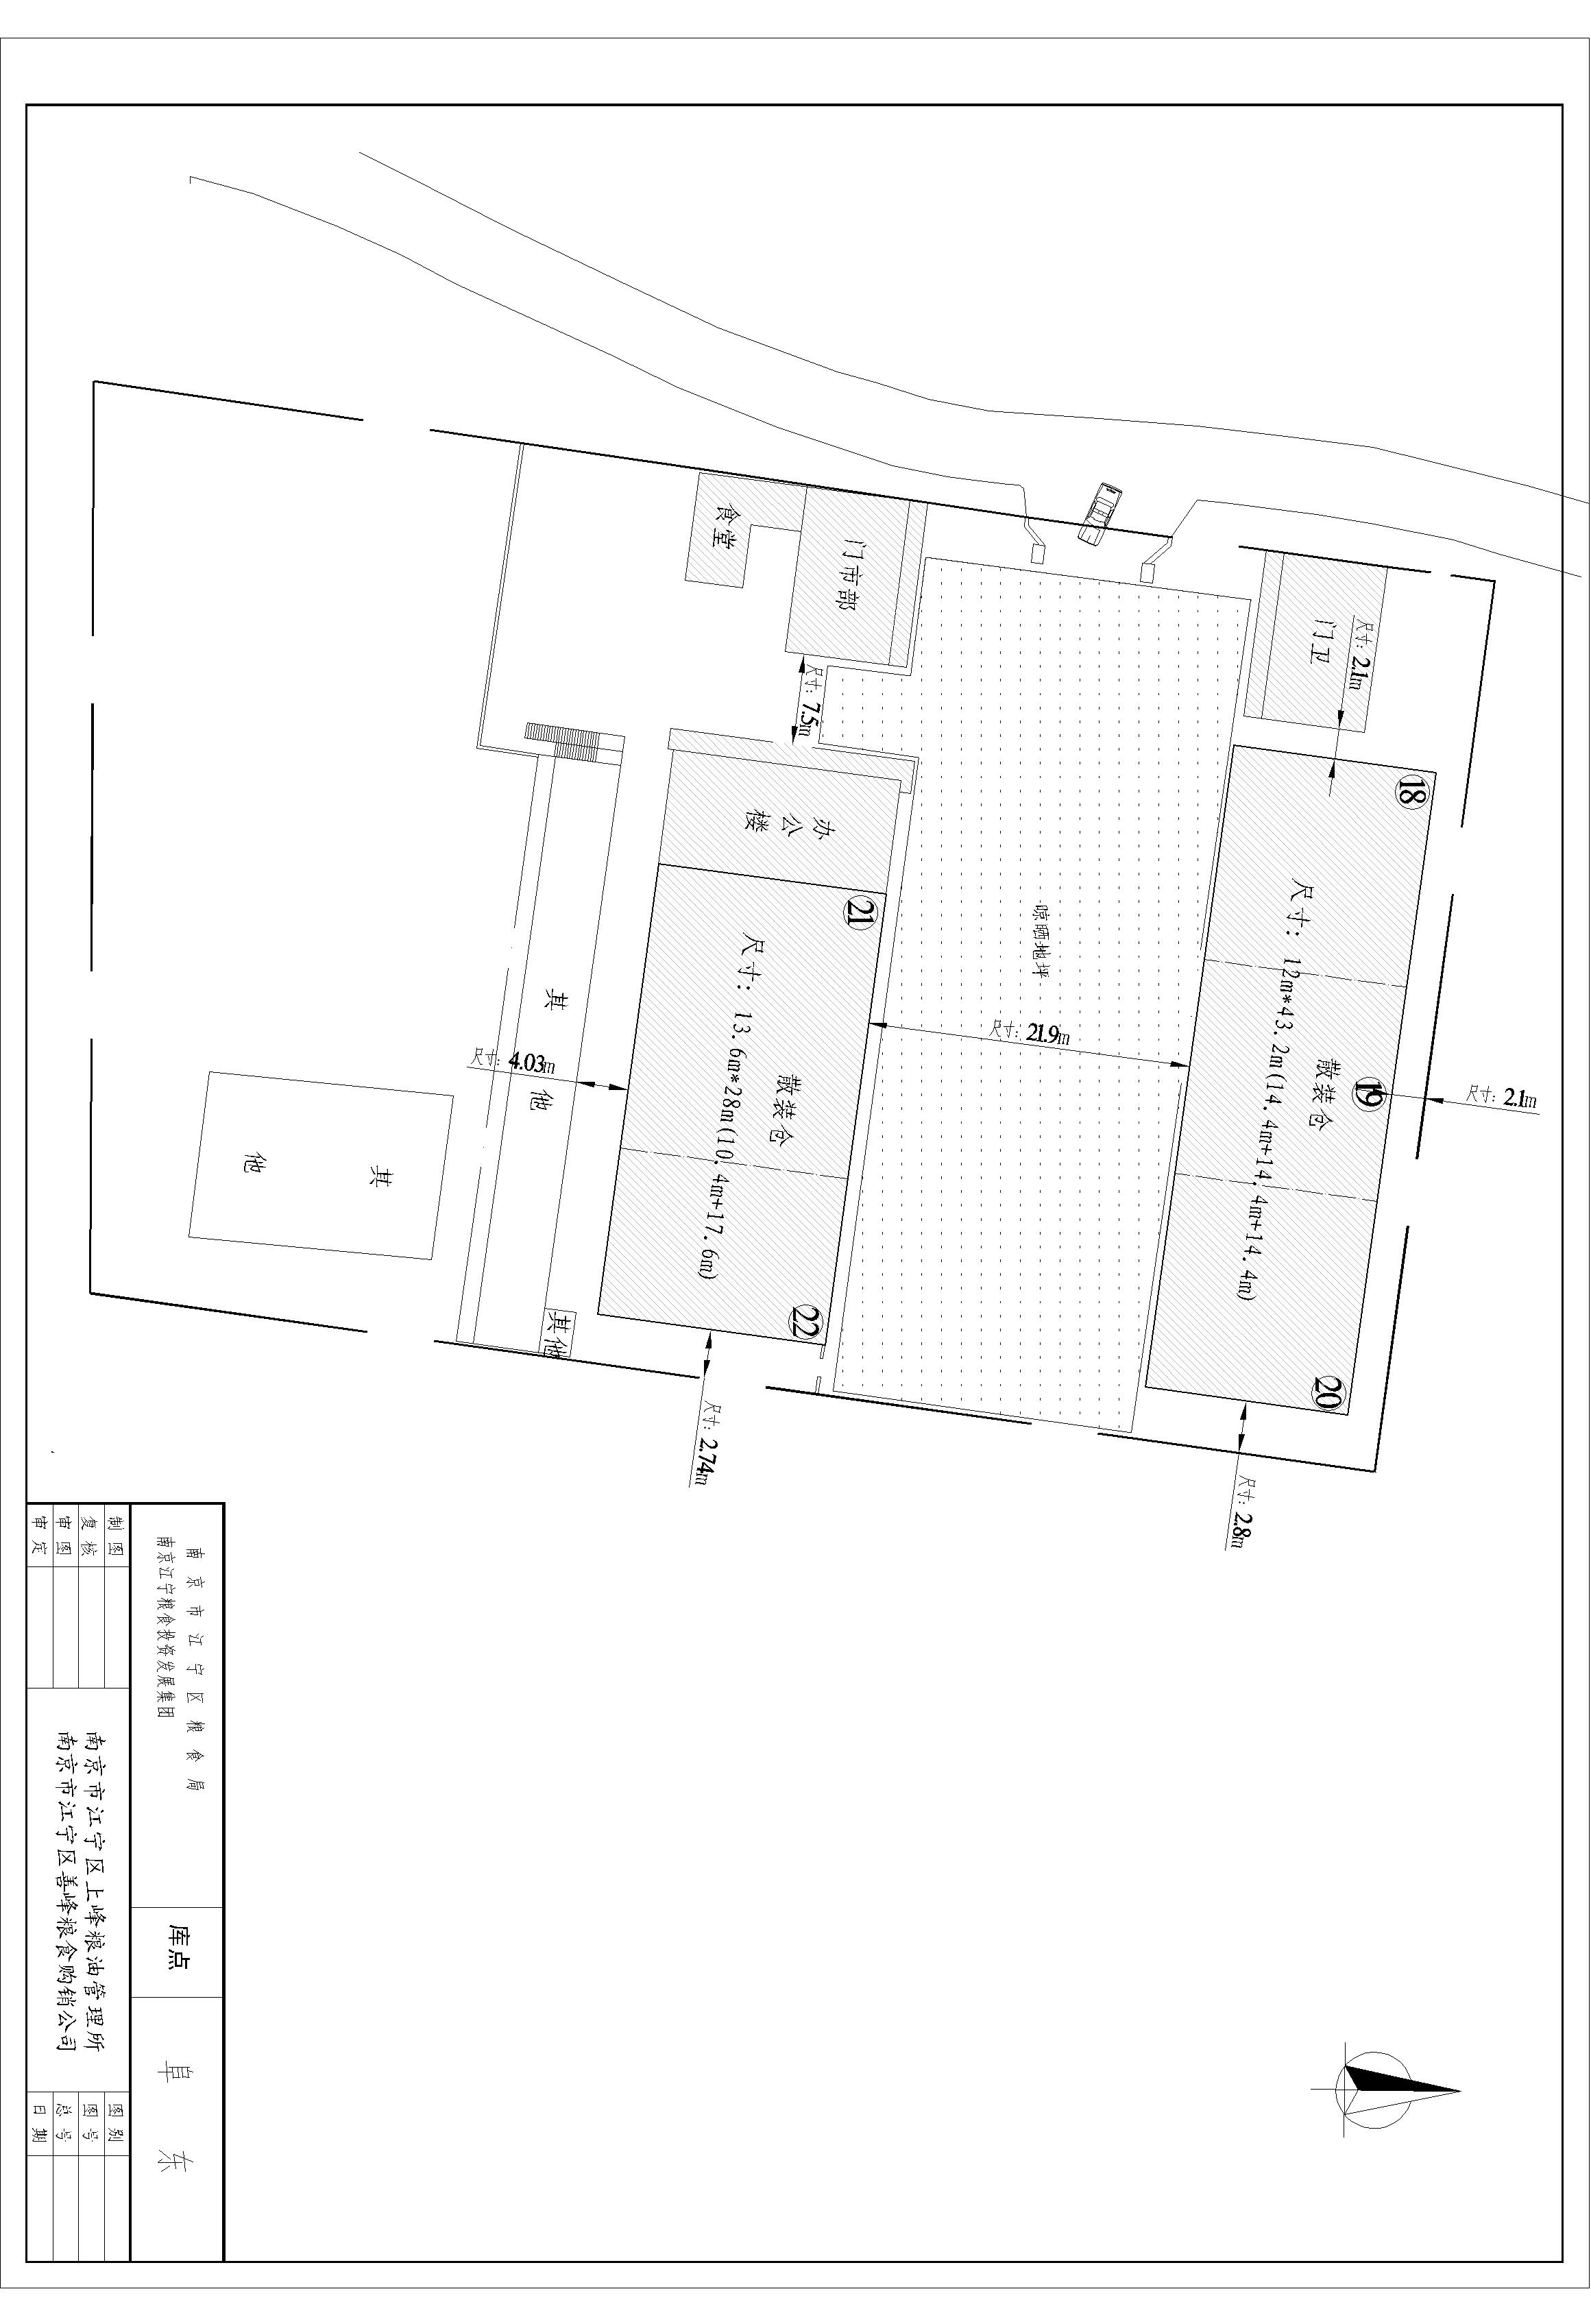 18
19
20
散装仓
尺寸: 12m*43.2m(14.4m+14.4m+14.4m)
尺寸: 2.1m
尺寸: 2.1m
尺寸: 2.8m
门卫
晾晒地坪
尺寸: 21.9m
门市部
食堂
尺寸: 7.5m
办公楼
21
22
散装仓
尺寸: 13.6m*28m(10.4m+17.6m)
尺寸: 4.03m
尺寸: 2.74m
其他
其他
其他
南京市江宁区粮食局
南京江宁粮食投资发展集团
库点
阜东
制图
复核
审图
审定
南京市江宁区上峰粮油管理所
南京市江宁区善峰粮食购销公司
图别
图号
总号
日期